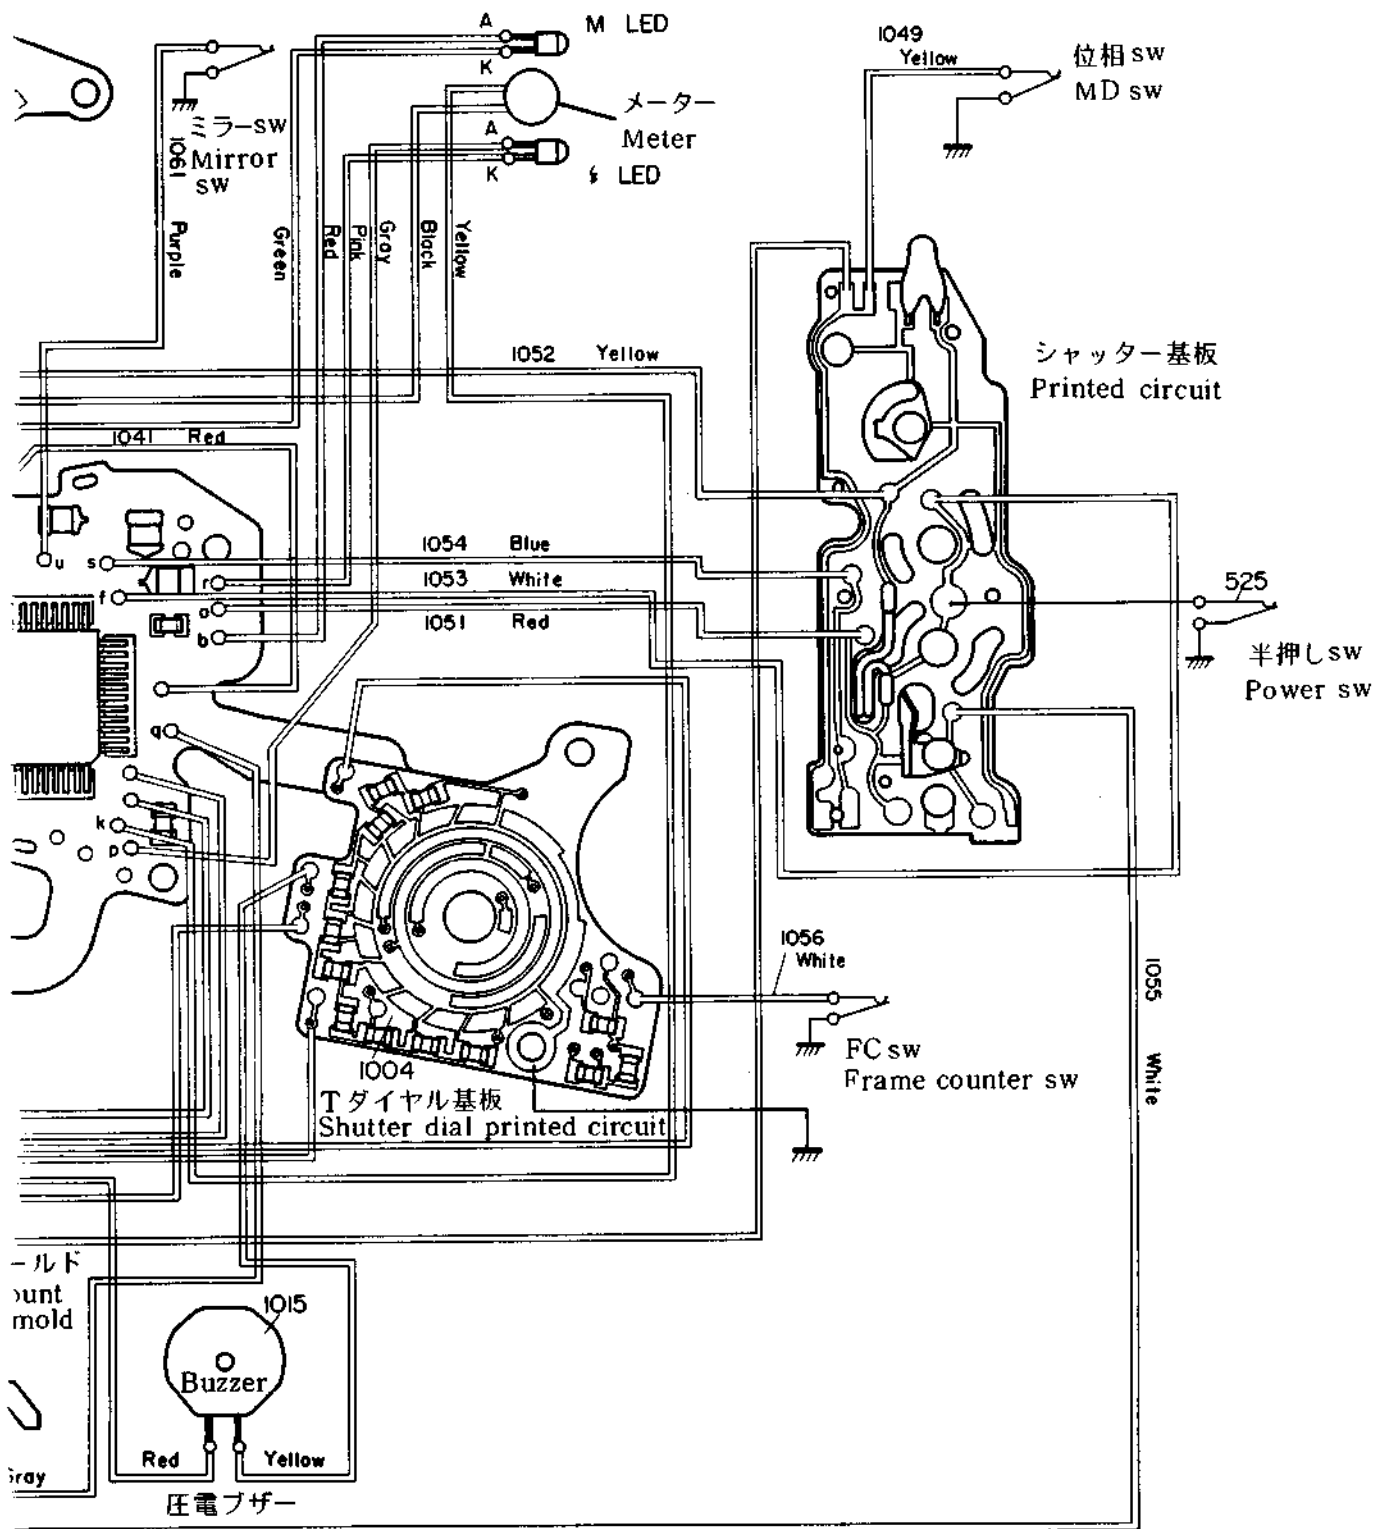 A
M LED
K
1049
Yellow
位相sw
MD sw
ミラーsw
Mirror
sw
1061
Purple
メーター
Meter
A
K
LED
Green
Red
Pink
Gray
Black
Yellow
1052 Yellow
シャッター基板
Printed circuit
1041 Red
u
s
1054 Blue
r
1053 White
f
a
1051 Red
b
525
半押しsw
Power sw
q
k
p
1056
White
FC sw
Frame counter sw
1055 White
1004
Tダイヤル基板
Shutter dial printed circuit
ールド
ount
mold
1015
Buzzer
Red
Yellow
ray
圧電ブザー